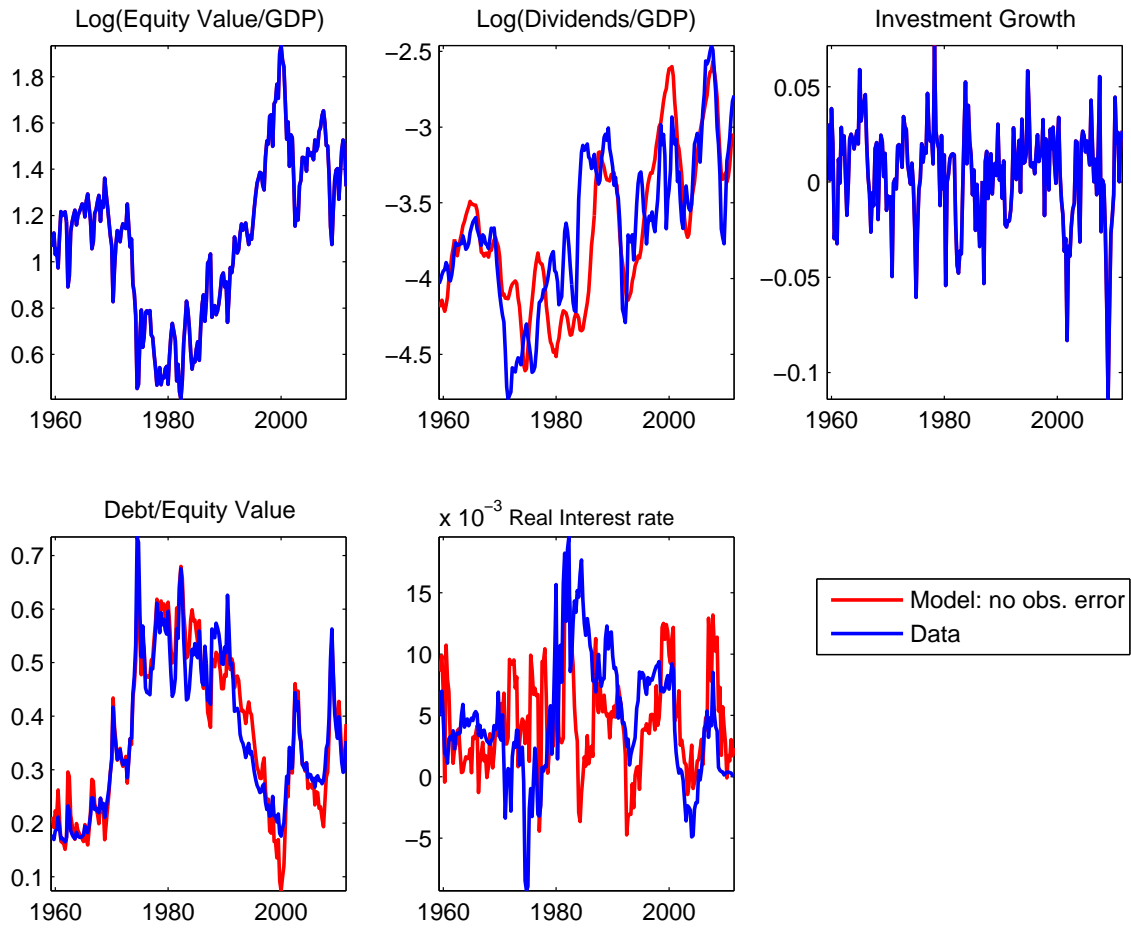 Log(Equity Value/GDP)
1.8
1.6
1.4
1.2
1
0.8
0.6
1960 1980 2000
Log(Dividends/GDP)
−2.5
−3
−3.5
−4
−4.5
1960 1980 2000
Investment Growth
0.05
0
−0.05
−0.1
1960 1980 2000
Debt/Equity Value
0.7
0.6
0.5
0.4
0.3
0.2
0.1
1960 1980 2000
x 10⁻³ Real Interest rate
15
10
5
0
−5
1960 1980 2000
Model: no obs. error
Data